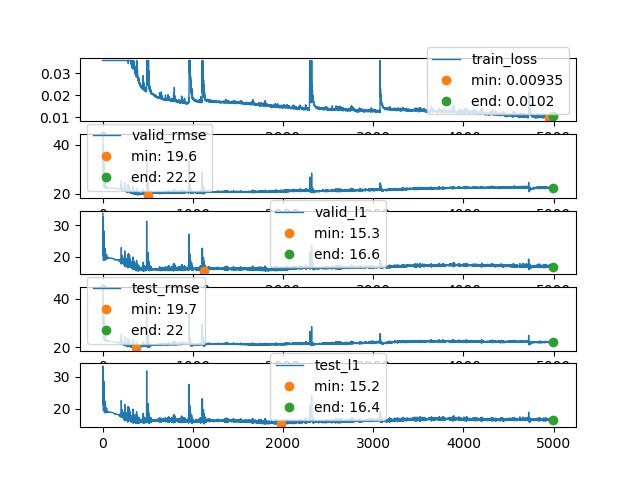 train_loss
min: 0.00935
end: 0.0102
0.03
0.02
0.01
valid_rmse
min: 19.6
end: 22.2
40
20
valid_l1
min: 15.3
end: 16.6
30
20
test_rmse
min: 19.7
end: 22
40
20
test_l1
min: 15.2
end: 16.4
30
20
0 1000 2000 3000 4000 5000